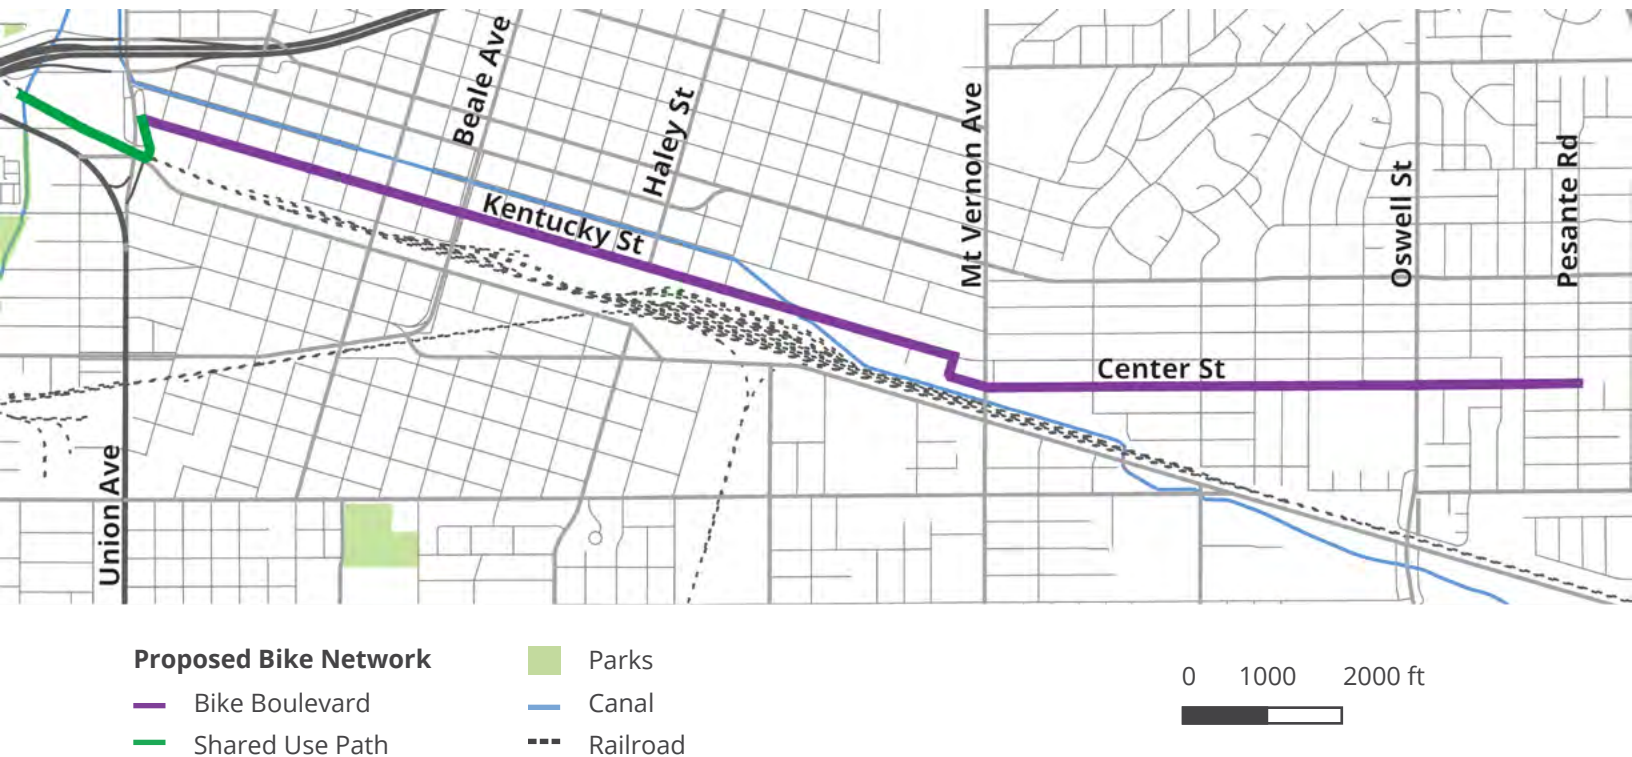 Beale Ave
Haley St
Mt Vernon Ave
Oswell St
Pesante Rd
Kentucky St
Center St
Union Ave
Proposed Bike Network
Bike Boulevard
Shared Use Path
Parks
Canal
Railroad
0 1000 2000 ft